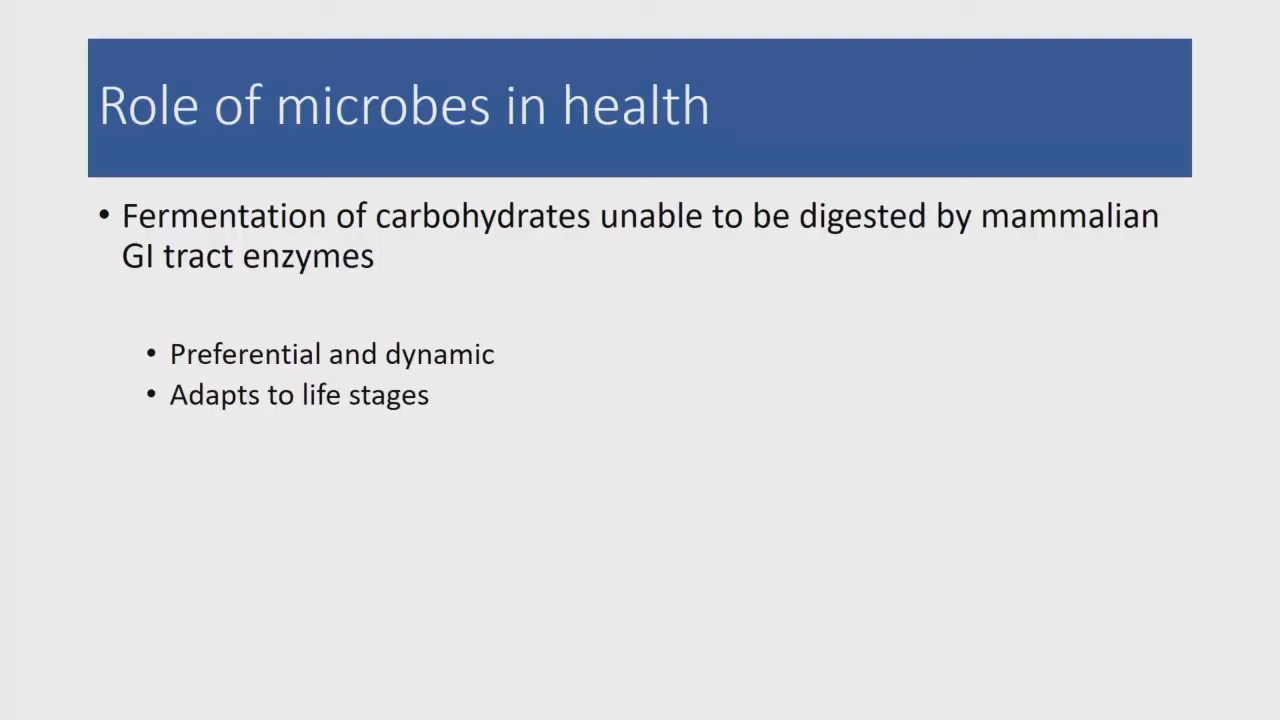 Role of microbes in health
• Fermentation of carbohydrates unable to be digested by mammalian
GI tract enzymes
• Preferential and dynamic
• Adapts to life stages